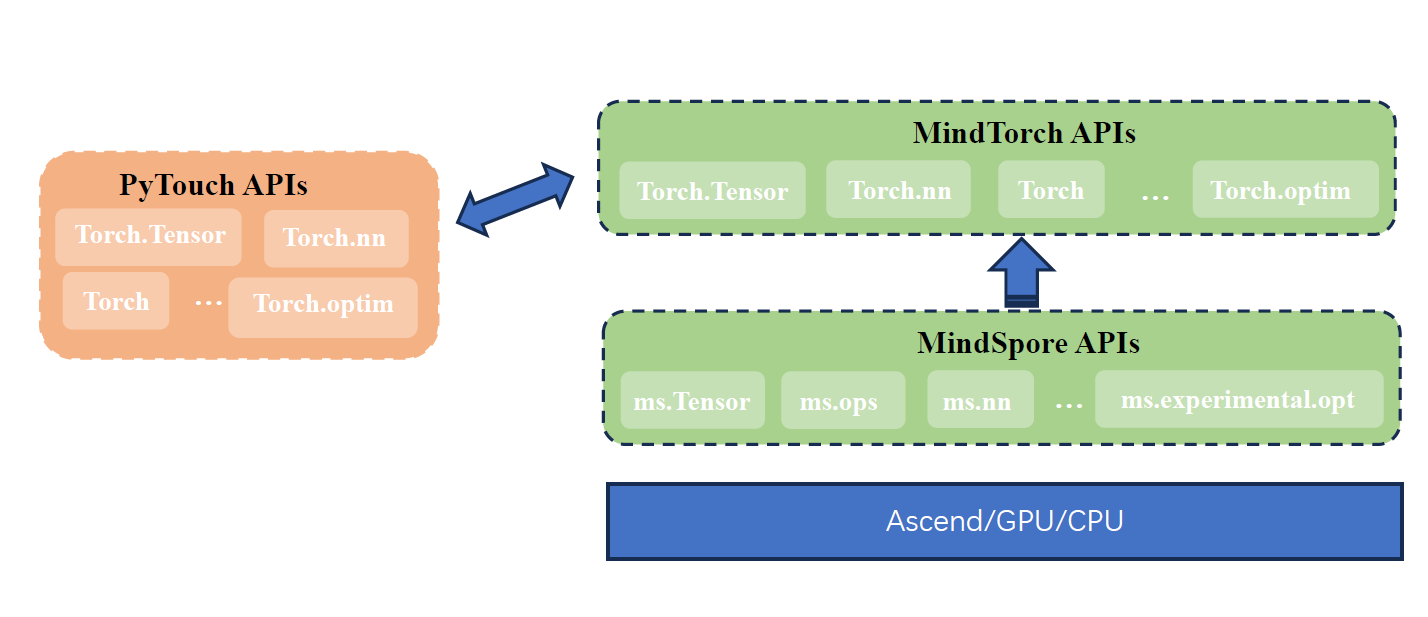 PyTouch APIs
Torch.Tensor
Torch.nn
Torch
...
Torch.optim
MindTorch APIs
Torch.Tensor
Torch.nn
Torch
...
Torch.optim
MindSpore APIs
ms.Tensor
ms.ops
ms.nn
...
ms.experimental.opt
Ascend/GPU/CPU